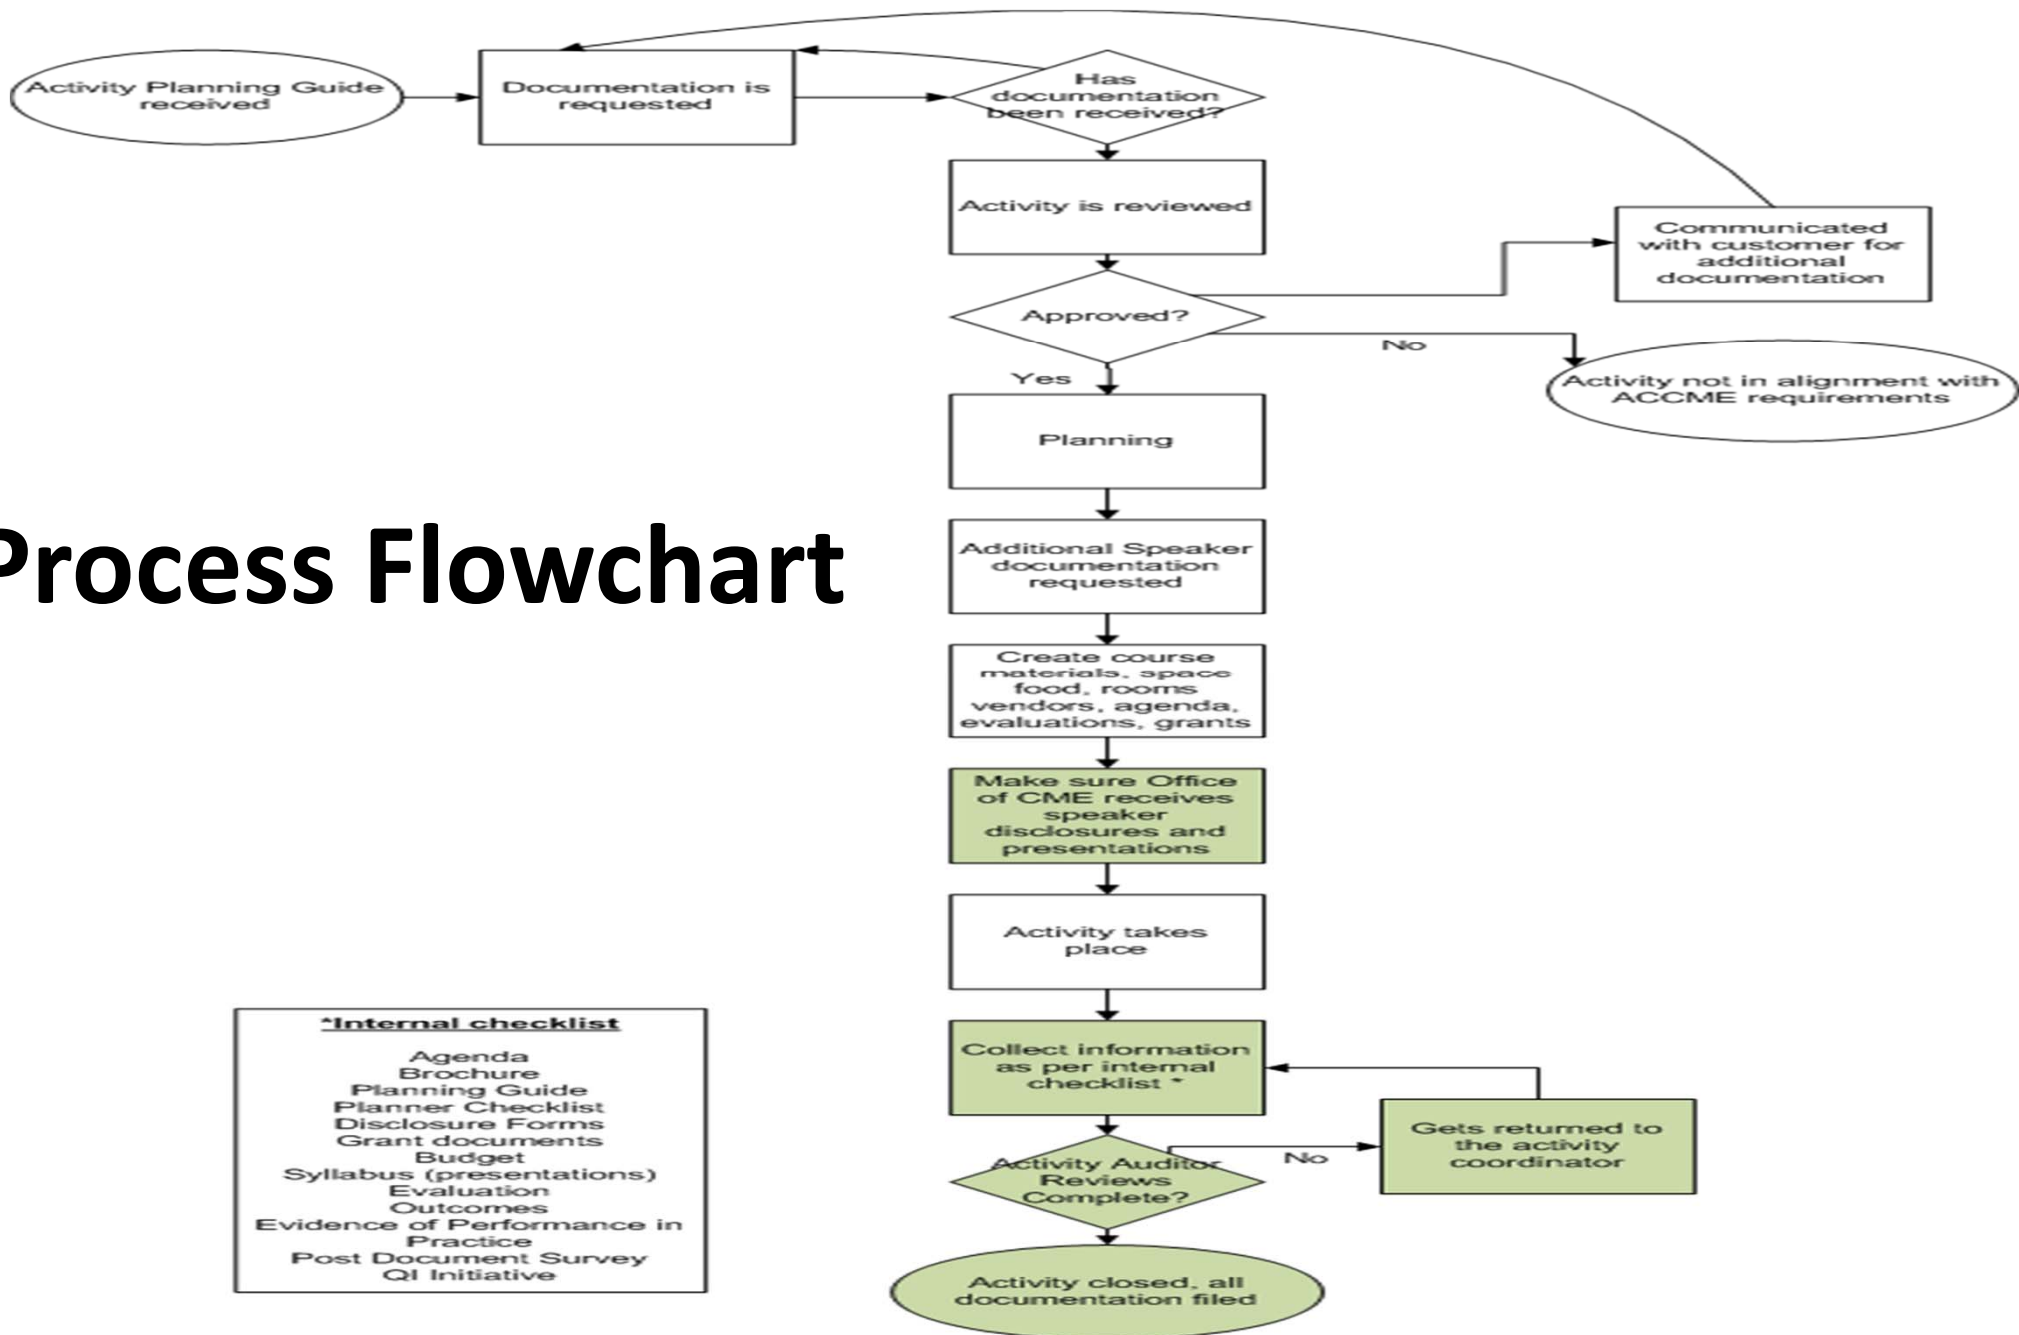 Activity Planning Guide
received
Documentation is
requested
Has
documentation
been received?
Activity is reviewed
Communicated
with customer for
additional
documentation
Approved?
No
Activity not in alignment with
ACCME requirements
Yes
Planning
Process Flowchart
Additional Speaker
documentation
requested
Create course
materials, space
food, rooms
vendors, agenda,
evaluations, grants
Make sure Office
of CME receives
speaker
disclosures and
presentations
Activity takes
place
*Internal checklist
Agenda
Brochure
Planning Guide
Planner Checklist
Disclosure Forms
Grant documents
Budget
Syllabus (presentations)
Evaluation
Outcomes
Evidence of Performance in
Practice
Post Document Survey
QI Initiative
Collect information
as per internal
checklist *
Gets returned to
the activity
coordinator
No
Activity Auditor
Reviews
Complete?
Activity closed, all
documentation filed